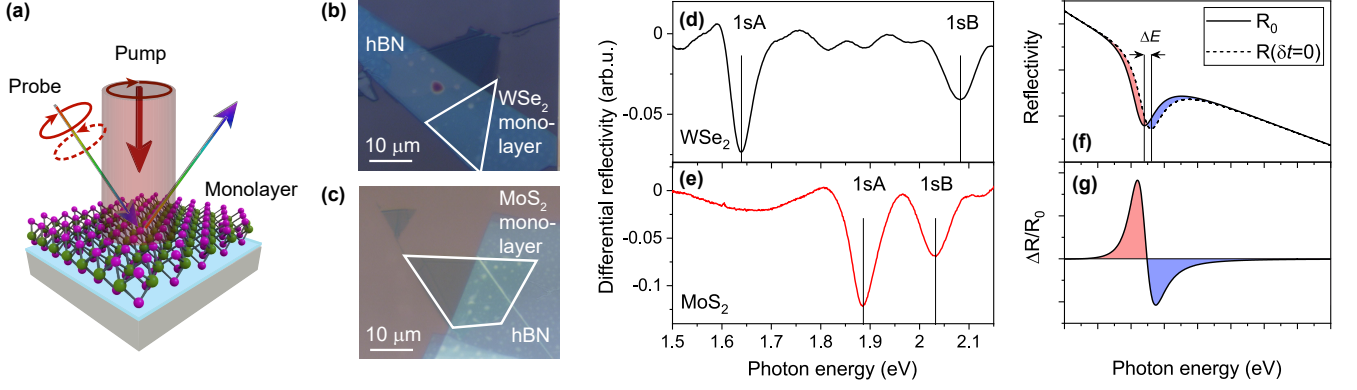 (a)
Pump
Probe
Monolayer
(b)
hBN
WSe₂
mono-
layer
10 μm
(c)
MoS₂
mono-
layer
10 μm
hBN
(d)
1sA
1sB
0
-0.05
WSe₂
(e)
1sA
1sB
0
-0.05
-0.1
MoS₂
Differential reflectivity (arb.u.)
1.5 1.6 1.7 1.8 1.9 2 2.1
Photon energy (eV)
R₀
R(δt=0)
ΔE
(f)
Reflectivity
(g)
ΔR/R₀
Photon energy (eV)